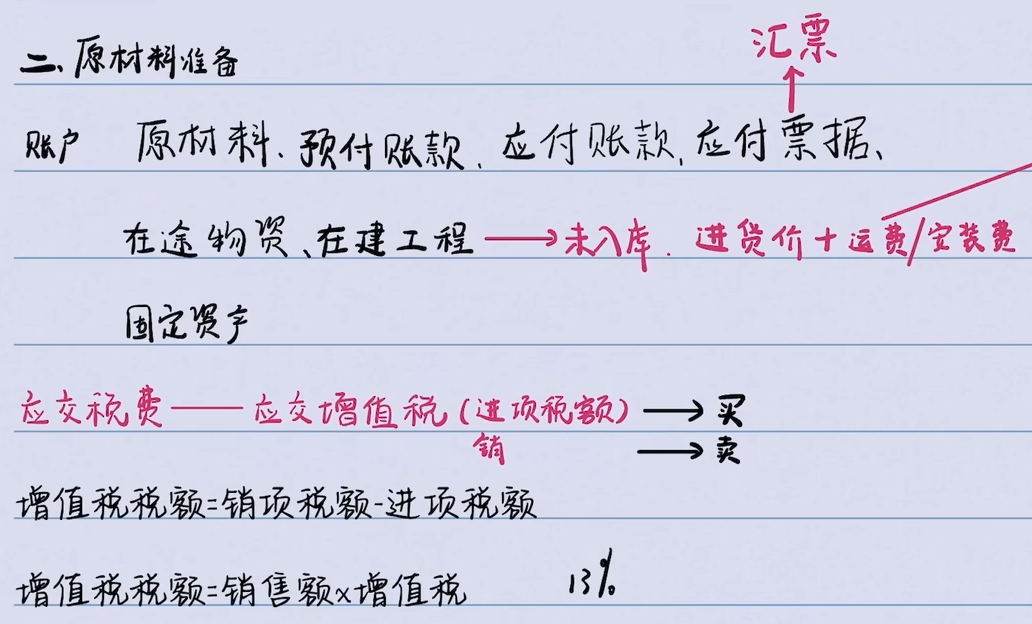 汇票
↑
二、原材料准备
账户 原材料、预付账款、应付账款、应付票据、
在途物资、在建工程 → 未入库. 进货价+运费/安装费
固定资产
应交税费——应交增值税(进项税额) → 买
销 → 卖
增值税税额=销项税额-进项税额
增值税税额=销售额×增值税 13%